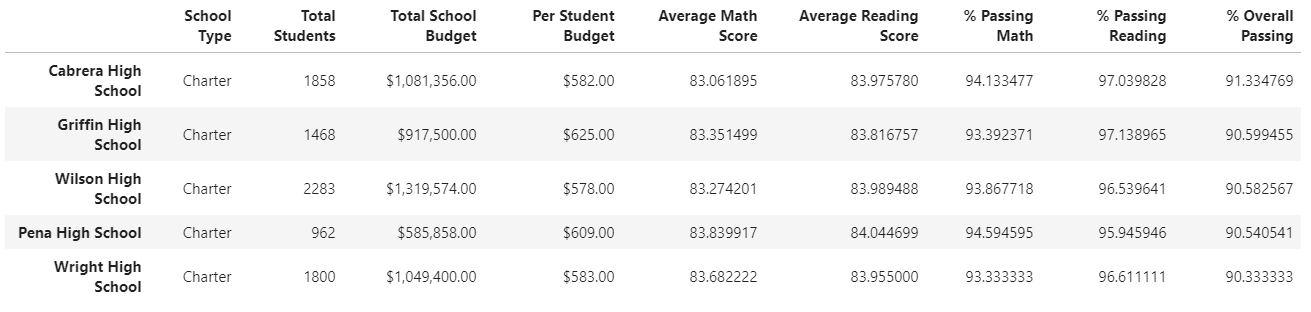 School Type Total Students Total School Budget Per Student Budget Average Math Score Average Reading Score % Passing Math % Passing Reading % Overall Passing
Cabrera High School Charter 1858 $1,081,356.00 $582.00 83.061895 83.975780 94.133477 97.039828 91.334769
Griffin High School Charter 1468 $917,500.00 $625.00 83.351499 83.816757 93.392371 97.138965 90.599455
Wilson High School Charter 2283 $1,319,574.00 $578.00 83.274201 83.989488 93.867718 96.539641 90.582567
Pena High School Charter 962 $585,858.00 $609.00 83.839917 84.044699 94.594595 95.945946 90.540541
Wright High School Charter 1800 $1,049,400.00 $583.00 83.682222 83.955000 93.333333 96.611111 90.333333